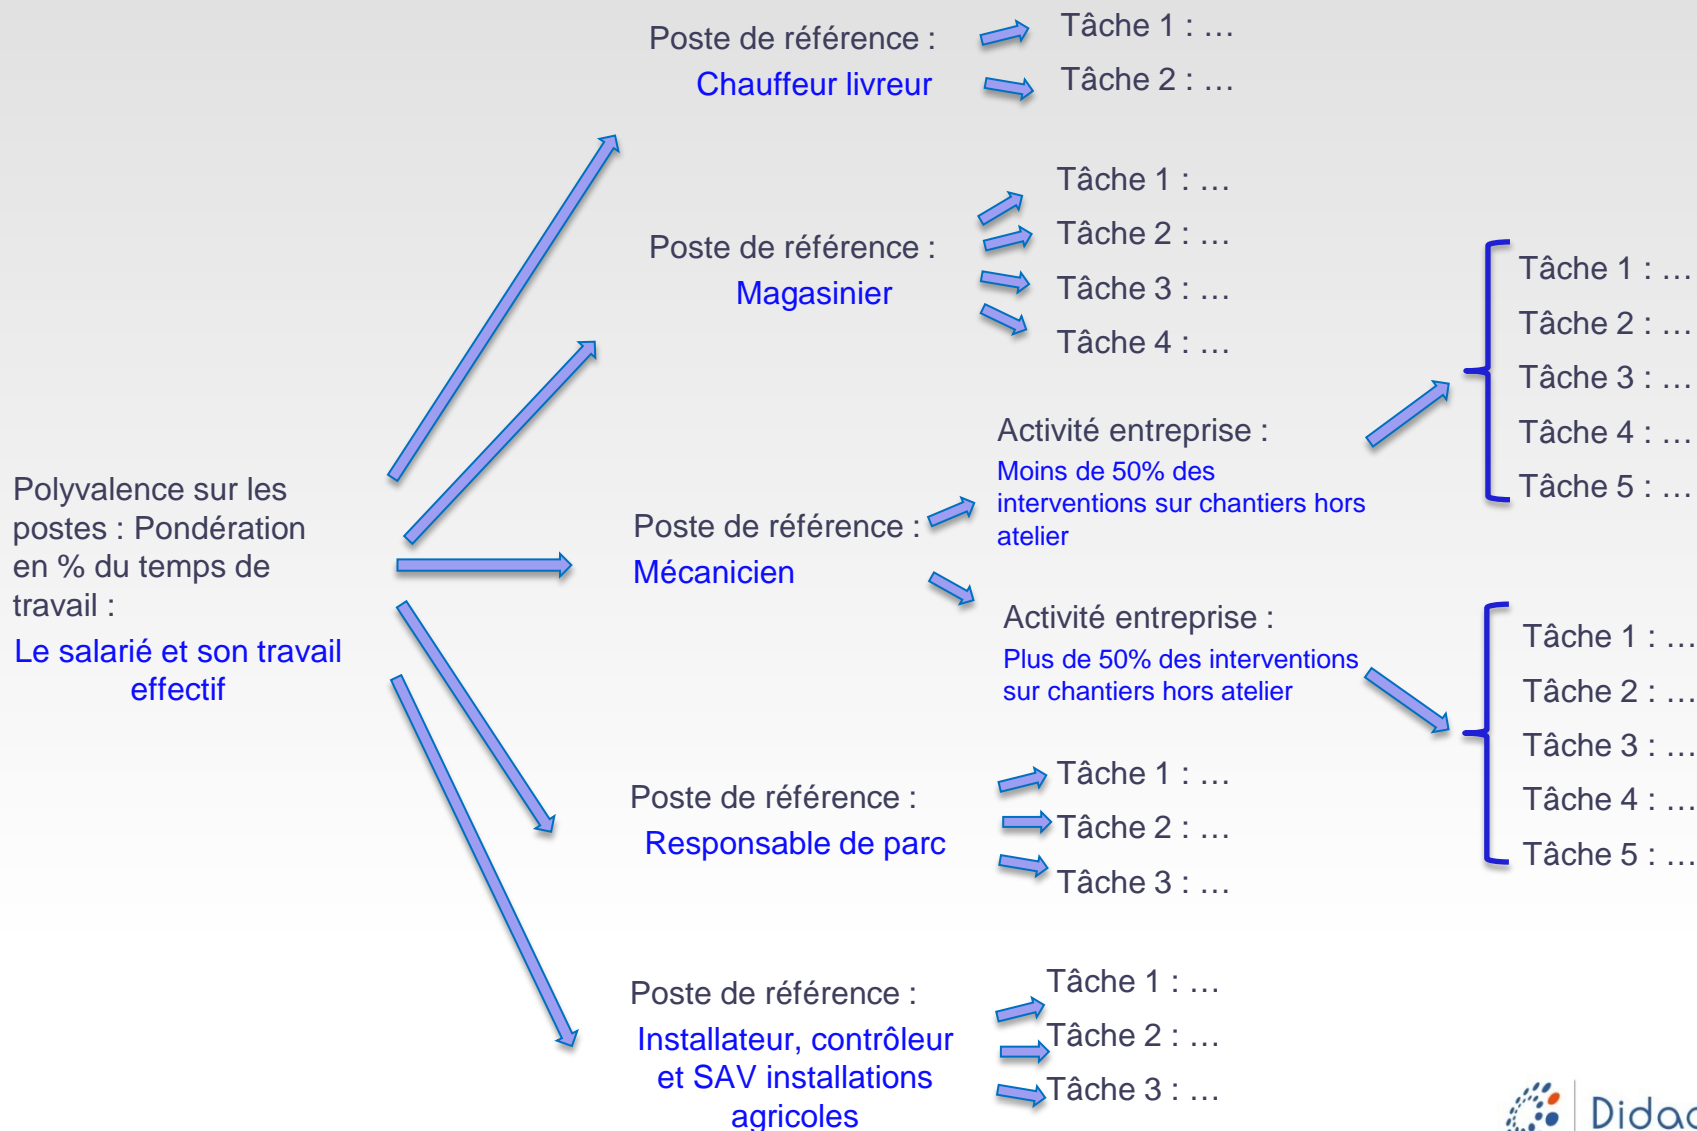 Polyvalence sur les
postes : Pondération
en % du temps de
travail :
Le salarié et son travail
effectif
Poste de référence :
Chauffeur livreur
Tâche 1 : …
Tâche 2 : …
Poste de référence :
Magasinier
Tâche 1 : …
Tâche 2 : …
Tâche 3 : …
Tâche 4 : …
Poste de référence :
Mécanicien
Activité entreprise :
Moins de 50% des
interventions sur chantiers hors
atelier
Tâche 1 : …
Tâche 2 : …
Tâche 3 : …
Tâche 4 : …
Tâche 5 : …
Activité entreprise :
Plus de 50% des interventions
sur chantiers hors atelier
Tâche 1 : …
Tâche 2 : …
Tâche 3 : …
Tâche 4 : …
Tâche 5 : …
Poste de référence :
Responsable de parc
Tâche 1 : …
Tâche 2 : …
Tâche 3 : …
Poste de référence :
Installateur, contrôleur
et SAV installations
agricoles
Tâche 1 : …
Tâche 2 : …
Tâche 3 : …